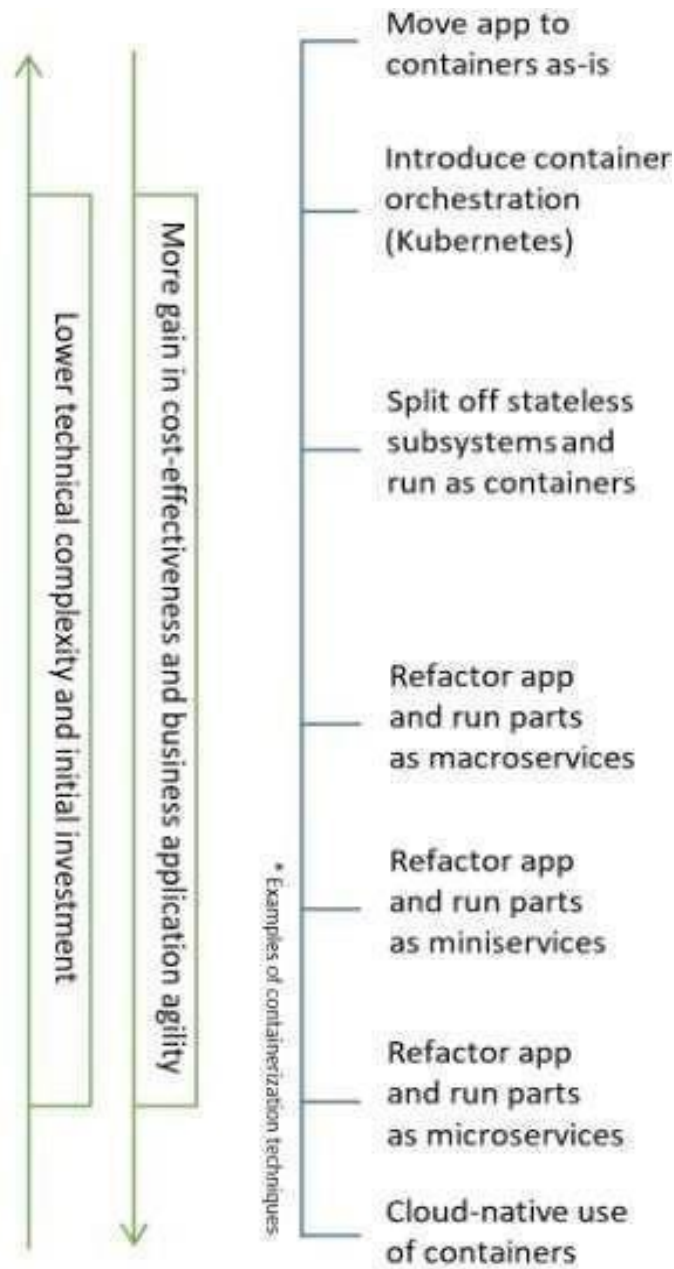 Move app to
containers as-is
Introduce container
orchestration
(Kubernetes)
Split off stateless
subsystems and
run as containers
Refactor app
and run parts
as macroservices
Refactor app
and run parts
as miniservices
Refactor app
and run parts
as microservices
Cloud-native use
of containers
* Examples of containerization techniques
More gain in cost-effectiveness and business application agility
Lower technical complexity and initial investment